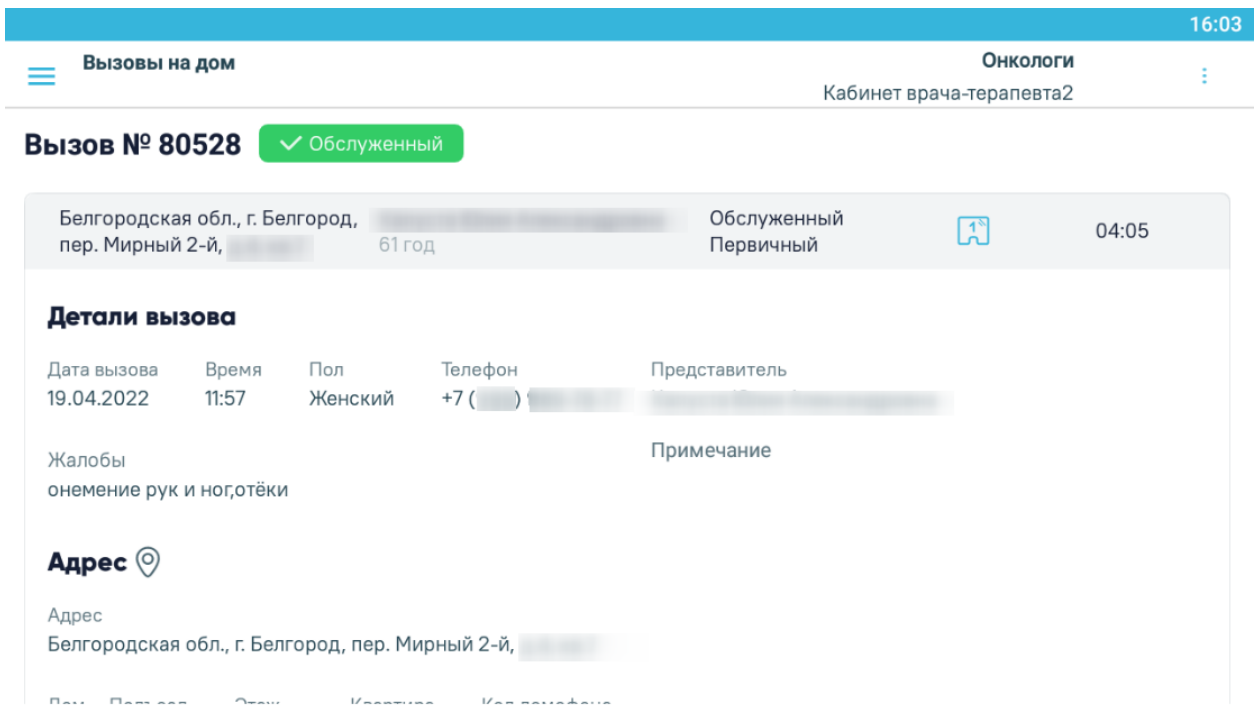 16:03
Вызовы на дом
Онкологи
Кабинет врача-терапевта2
Вызов № 80528
Обслуженный
Белгородская обл., г. Белгород,
пер. Мирный 2-й,
61 год
Обслуженный
Первичный
1
04:05
Детали вызова
Дата вызова Время Пол Телефон Представитель
19.04.2022 11:57 Женский +7 ( )
Жалобы
Примечание
онемение рук и ног,отёки
Адрес
Адрес
Белгородская обл., г. Белгород, пер. Мирный 2-й,